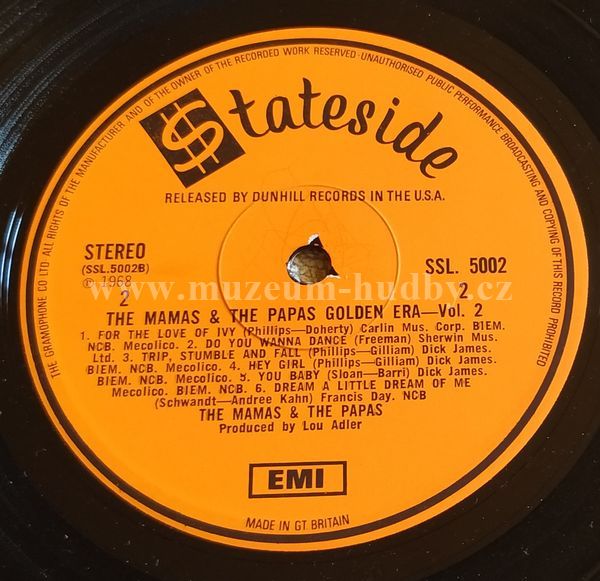 $tateside
RELEASED BY DUNHILL RECORDS IN THE U.S.A.
STEREO
(SSL.5002B)
℗ 1968
2
SSL. 5002
2
www.muzeum-hudby.cz
THE MAMAS & THE PAPAS GOLDEN ERA—Vol. 2
1. FOR THE LOVE OF IVY (Phillips—Doherty) Carlin Mus. Corp. BIEM.
NCB. Mecolico. 2. DO YOU WANNA DANCE (Freeman) Sherwin Mus.
Ltd. 3. TRIP, STUMBLE AND FALL (Phillips—Gilliam) Dick James.
BIEM. NCB. Mecolico. 4. HEY GIRL (Phillips—Gilliam) Dick James.
BIEM. NCB. Mecolico. 5. YOU BABY (Sloan—Barri) Dick James.
Mecolico. BIEM. NCB. 6. DREAM A LITTLE DREAM OF ME
(Schwandt—Andree Kahn) Francis Day. NCB
THE MAMAS & THE PAPAS
Produced by Lou Adler
EMI
MADE IN GT BRITAIN
THE GRAMOPHONE CO LTD·ALL RIGHTS OF THE MANUFACTURER AND OF THE OWNER OF THE RECORDED WORK RESERVED·UNAUTHORISED PUBLIC PERFORMANCE BROADCASTING AND COPYING OF THIS RECORD PROHIBITED